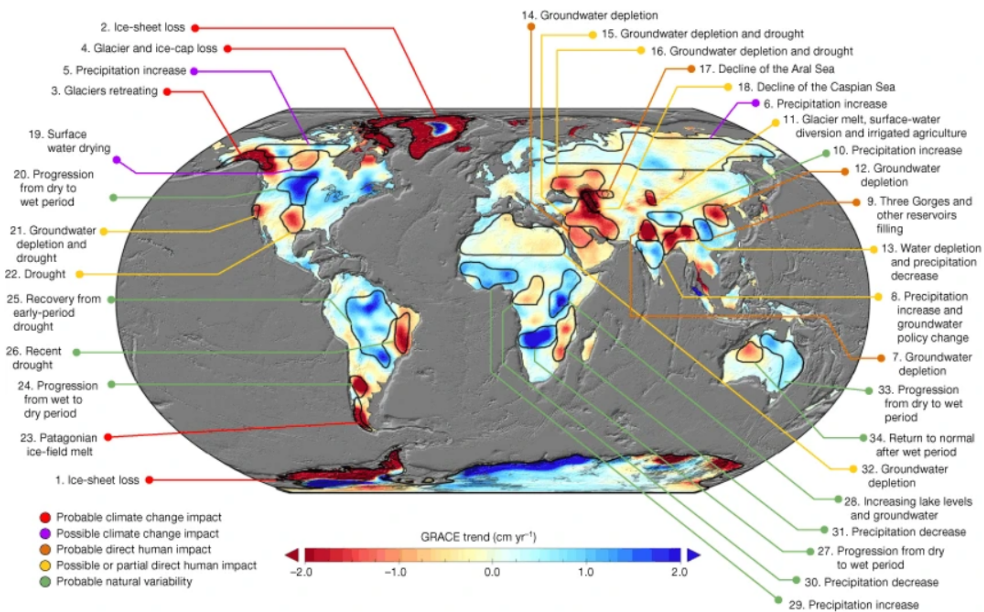 2. Ice-sheet loss
4. Glacier and ice-cap loss
5. Precipitation increase
3. Glaciers retreating
19. Surface
water drying
20. Progression
from dry to
wet period
21. Groundwater
depletion and
drought
22. Drought
25. Recovery from
early-period
drought
26. Recent
drought
24. Progression
from wet to
dry period
23. Patagonian
ice-field melt
1. Ice-sheet loss
14. Groundwater depletion
15. Groundwater depletion and drought
16. Groundwater depletion and drought
17. Decline of the Aral Sea
18. Decline of the Caspian Sea
6. Precipitation increase
11. Glacier melt, surface-water
diversion and irrigated agriculture
10. Precipitation increase
12. Groundwater
depletion
9. Three Gorges and
other reservoirs
filling
13. Water depletion
and precipitation
decrease
8. Precipitation
increase and
groundwater
policy change
7. Groundwater
depletion
33. Progression
from dry to wet
period
34. Return to normal
after wet period
32. Groundwater
depletion
28. Increasing lake levels
and groundwater
31. Precipitation decrease
27. Progression from dry
to wet period
30. Precipitation decrease
29. Precipitation increase
Probable climate change impact
Possible climate change impact
Probable direct human impact
Possible or partial direct human impact
Probable natural variability
GRACE trend (cm yr⁻¹)
−2.0 −1.0 0.0 1.0 2.0